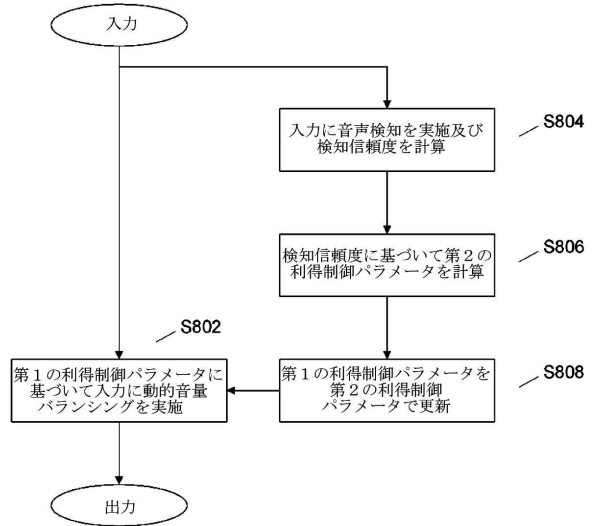 入力
入力に音声検知を実施及び
検知信頼度を計算
S804
検知信頼度に基づいて第２の
利得制御パラメータを計算
S806
S802
第１の利得制御パラメータに
基づいて入力に動的音量
バランシングを実施
第１の利得制御パラメータを
第２の利得制御
パラメータで更新
S808
出力